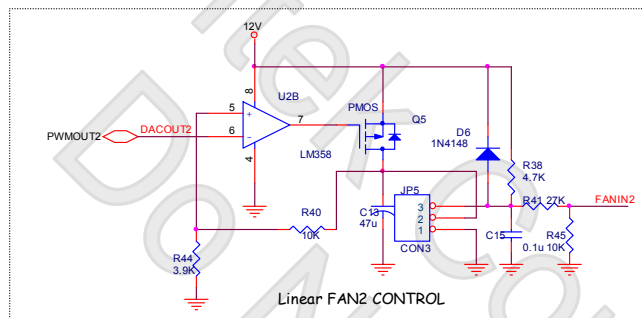 12V
8
U2B
PMOS
Q5
5
+
7
PWMOUT2
DACOUT2
6
-
LM358
4
D6
1N4148
R38
4.7K
JP5
R41 27K
FANIN2
R40
10K
C13
47u
3
2
1
CON3
C15
0.1u
R45
10K
R44
3.9K
Linear FAN2 CONTROL